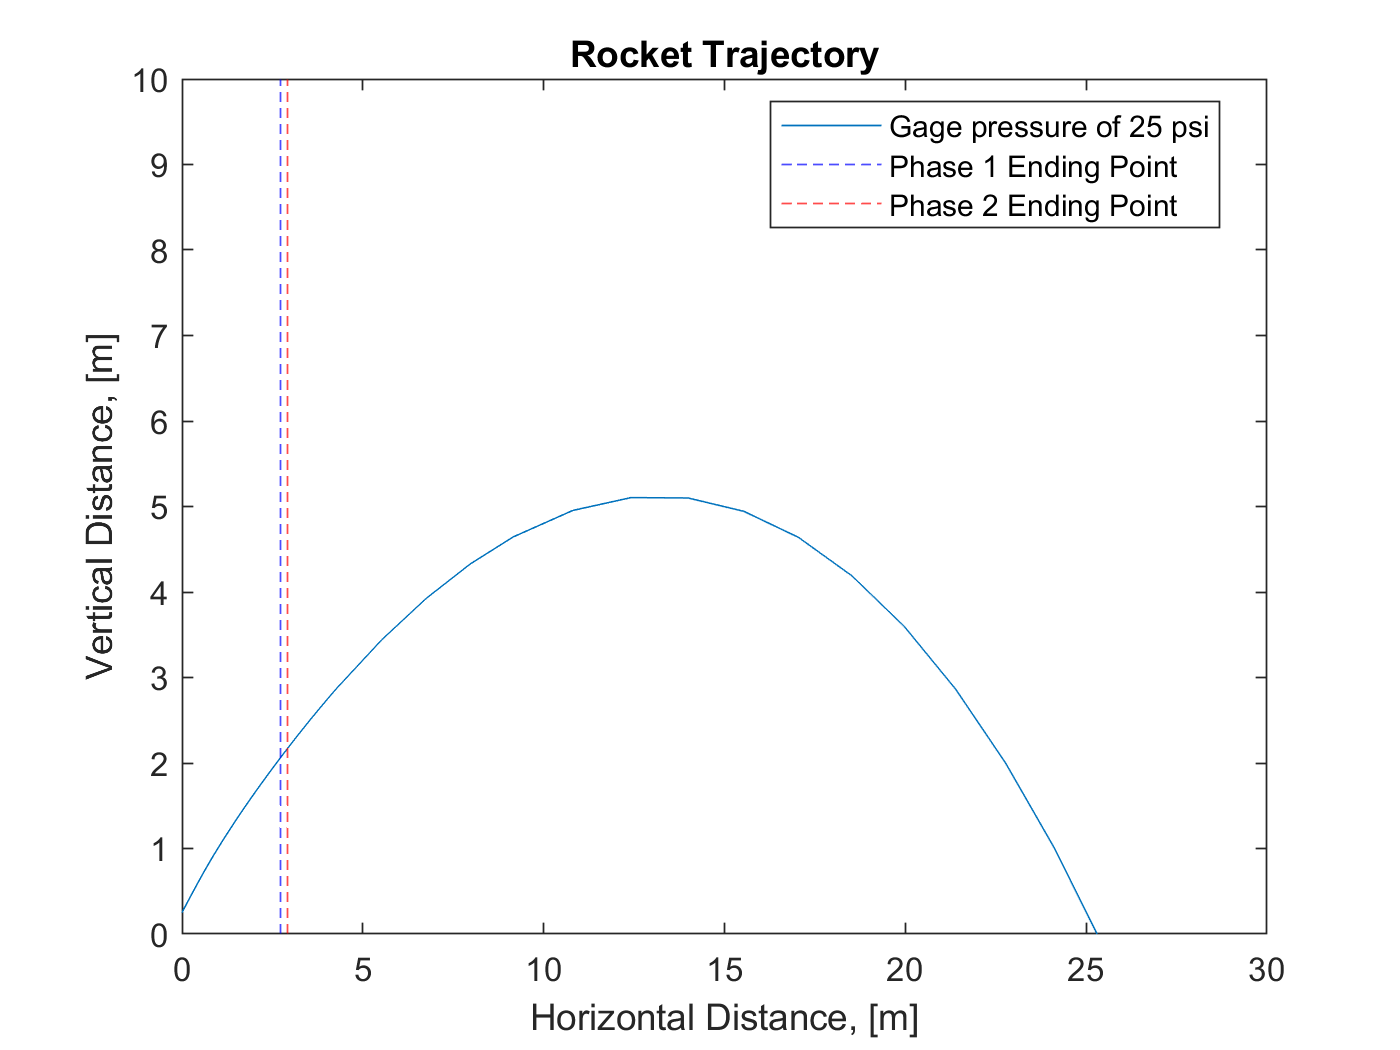 Rocket Trajectory
Gage pressure of 25 psi
Phase 1 Ending Point
Phase 2 Ending Point
Vertical Distance, [m]
10
9
8
7
6
5
4
3
2
1
0
0 5 10 15 20 25 30
Horizontal Distance, [m]